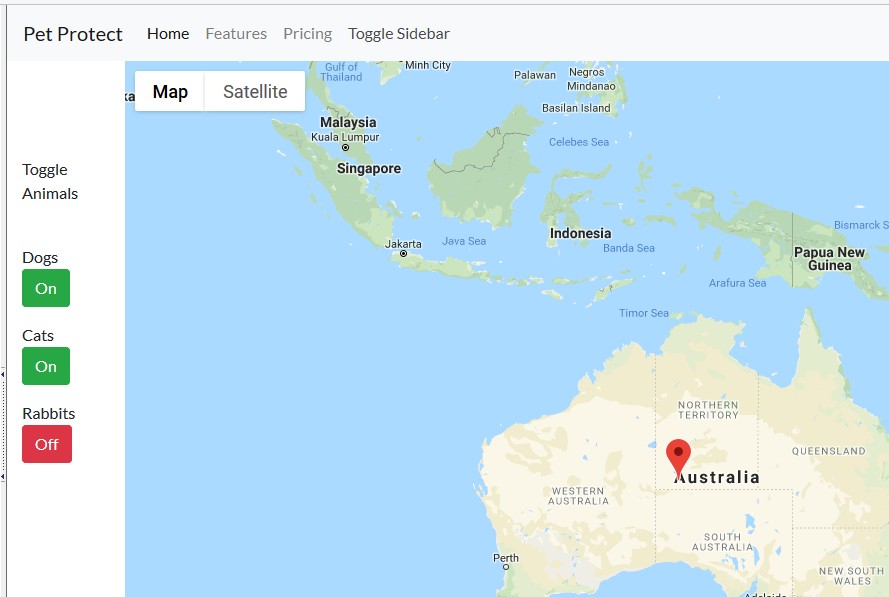 Pet Protect Home Features Pricing Toggle Sidebar
Map Satellite
Toggle
Animals
Dogs
On
Cats
On
Rabbits
Off
Gulf of
Thailand
Minh City
Palawan
Negros
Mindanao
Basilan Island
Malaysia
Kuala Lumpur
Celebes Sea
Singapore
Indonesia
Bismarck S
Jakarta
Java Sea
Banda Sea
Papua New
Guinea
Arafura Sea
Timor Sea
NORTHERN
TERRITORY
QUEENSLAND
Australia
WESTERN
AUSTRALIA
SOUTH
AUSTRALIA
Perth
NEW SOUTH
WALES
Adelaide